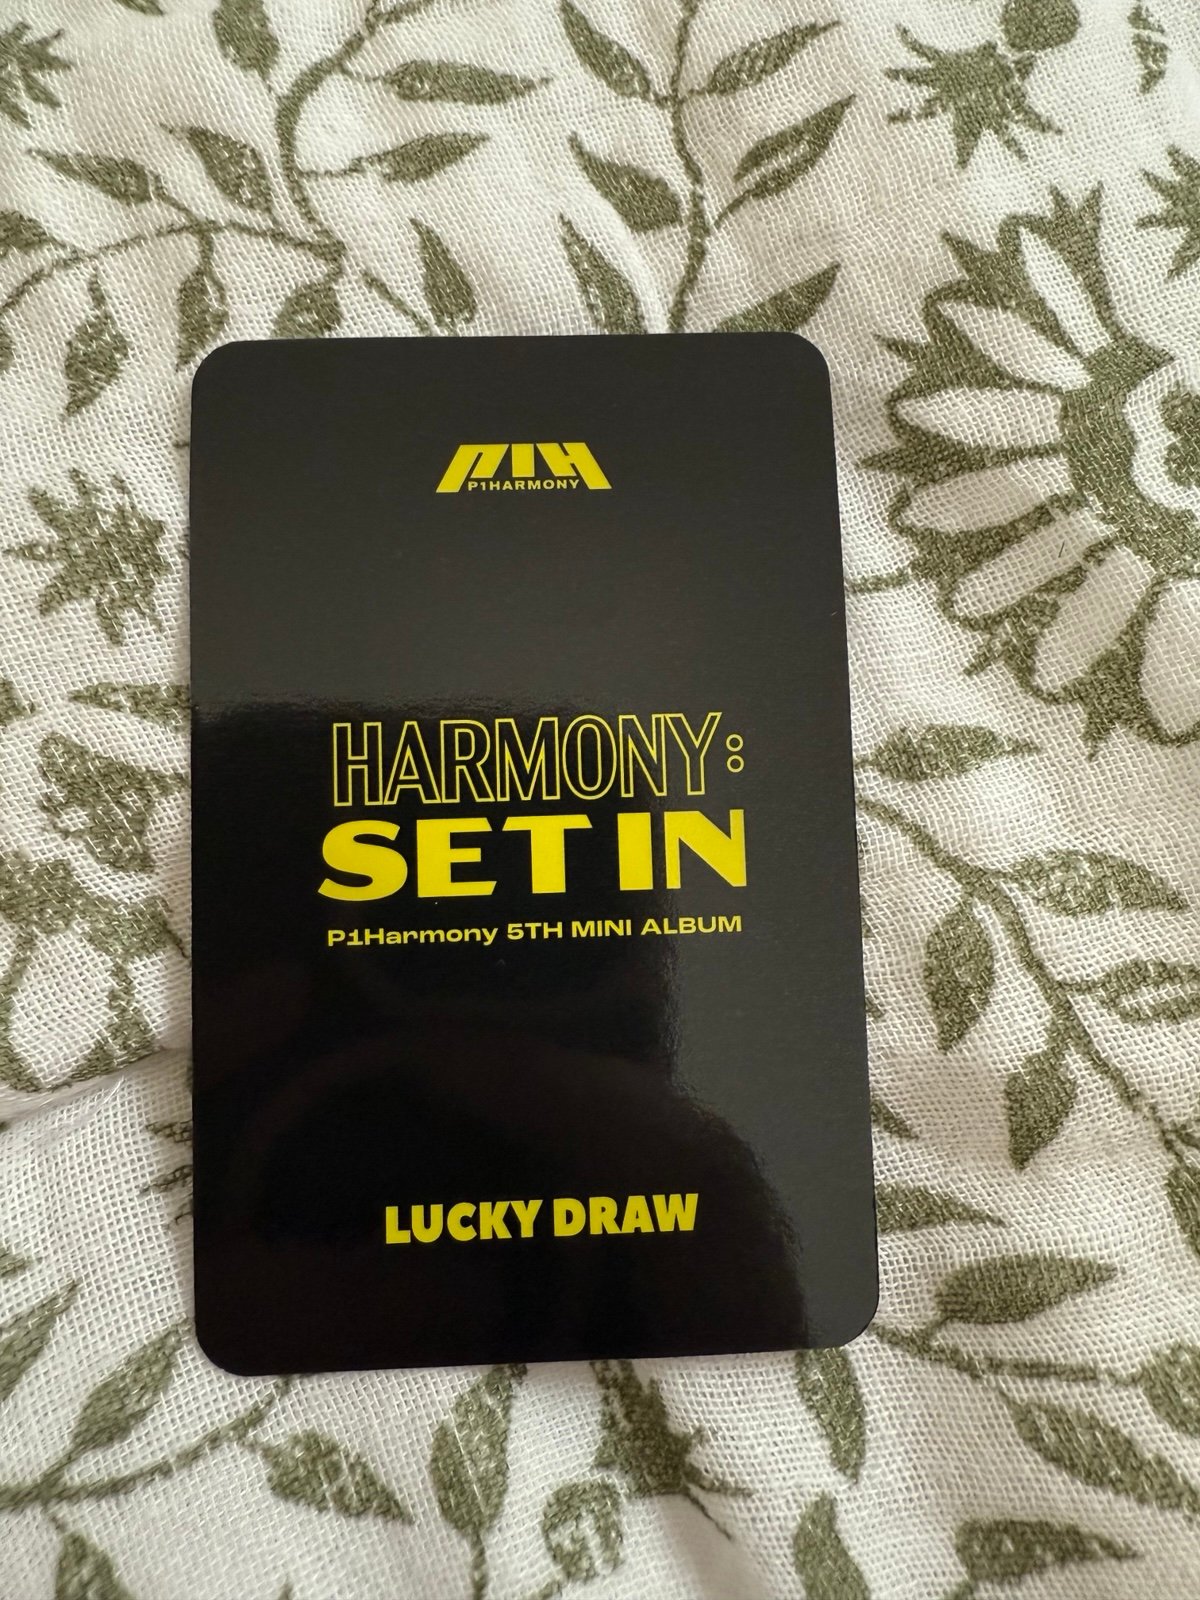 P1H
P1HARMONY
HARMONY:
SET IN
P1Harmony 5TH MINI ALBUM
LUCKY DRAW